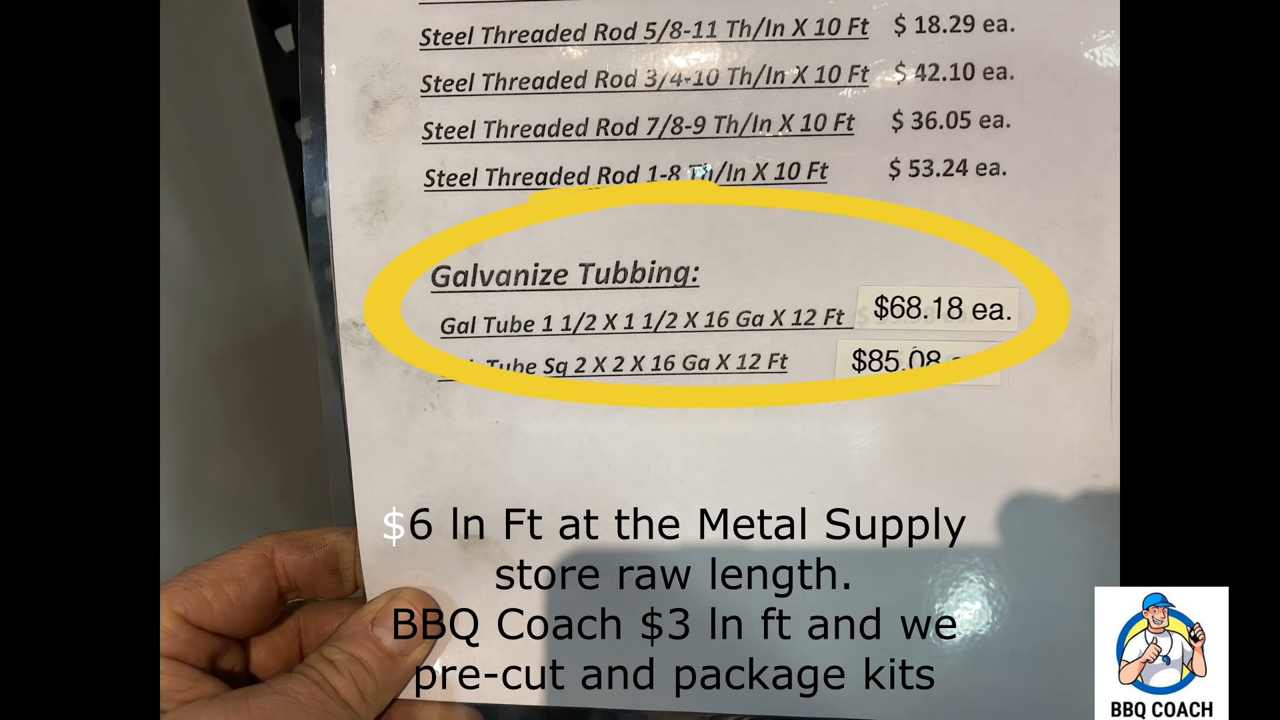 Steel Threaded Rod 5/8-11 Th/In X 10 Ft $ 18.29 ea.
Steel Threaded Rod 3/4-10 Th/In X 10 Ft $ 42.10 ea.
Steel Threaded Rod 7/8-9 Th/In X 10 Ft $ 36.05 ea.
Steel Threaded Rod 1-8 Th/In X 10 Ft $ 53.24 ea.
Galvanize Tubbing:
Gal Tube 1 1/2 X 1 1/2 X 16 Ga X 12 Ft $68.18 ea.
Tube Sq 2 X 2 X 16 Ga X 12 Ft $85.08
$6 ln Ft at the Metal Supply
store raw length.
BBQ Coach $3 ln ft and we
pre-cut and package kits
BBQ COACH